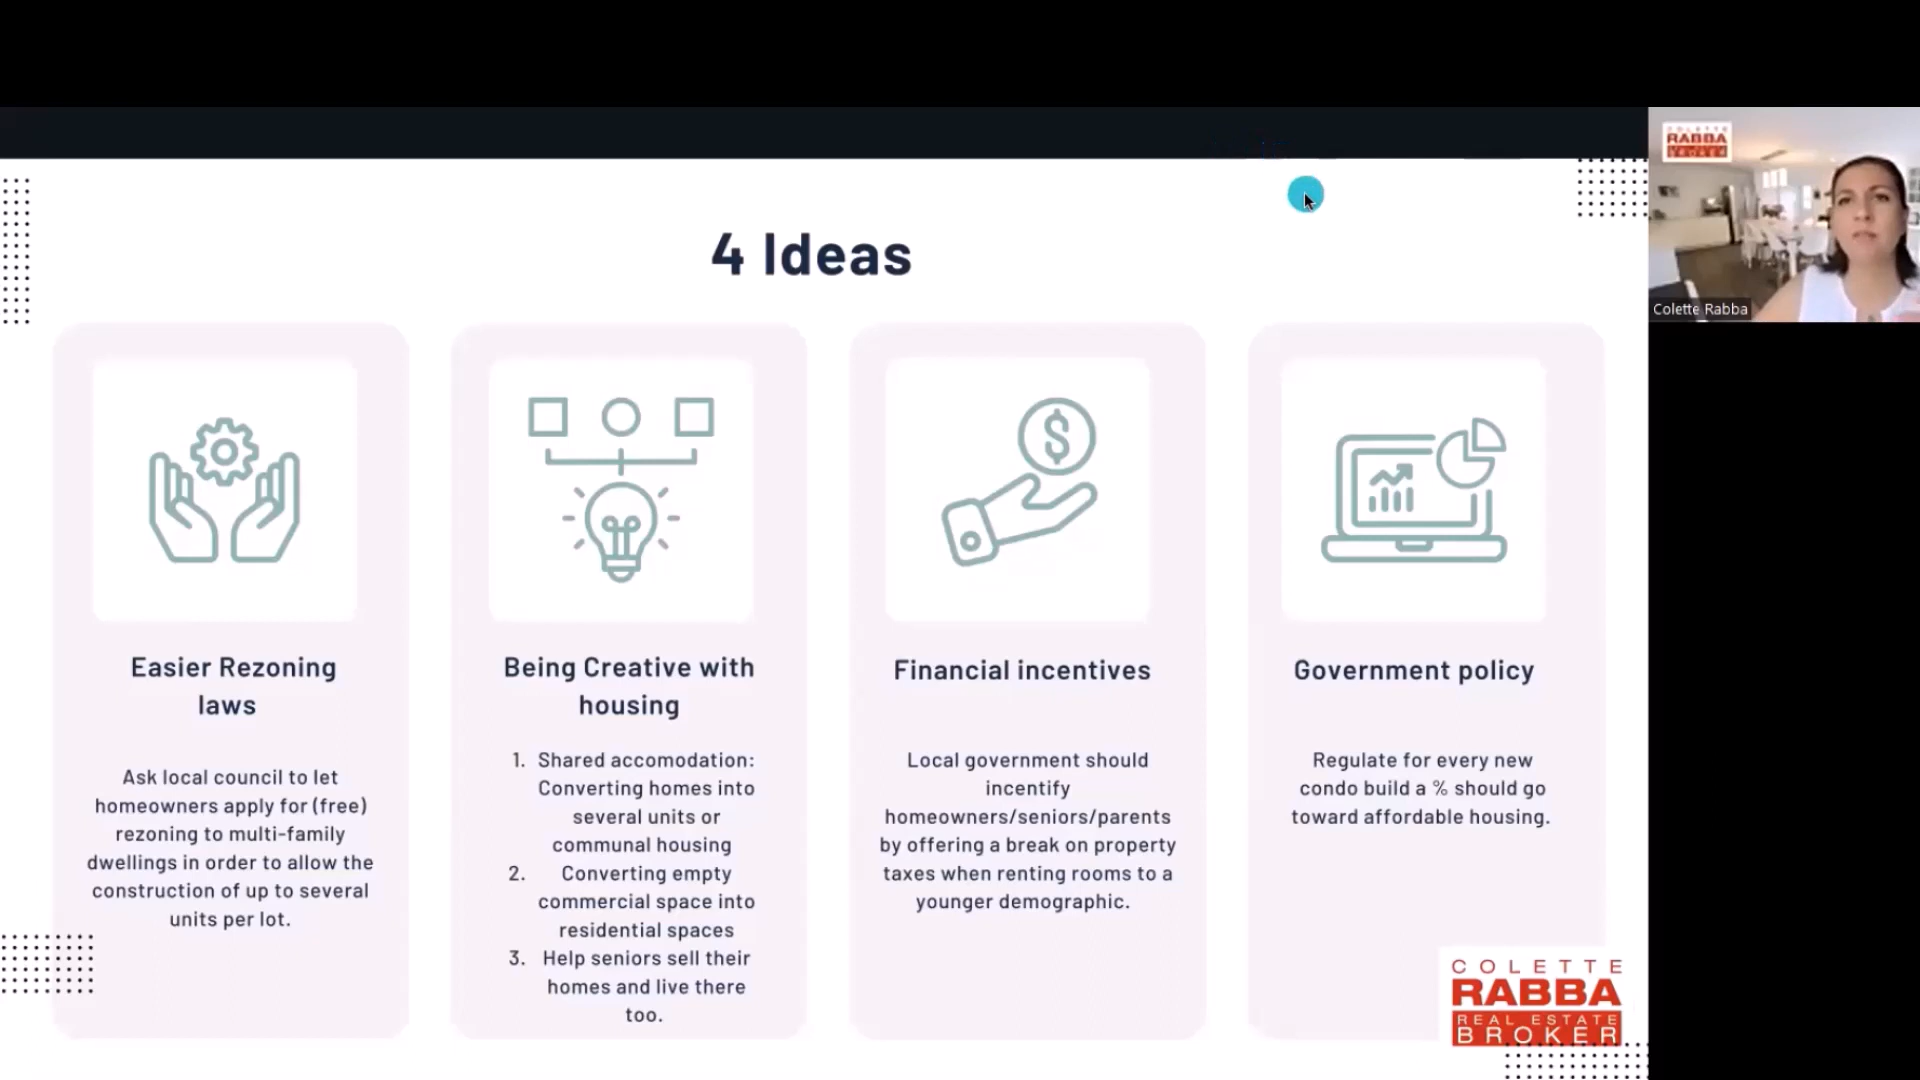 COLETTE
RABBA
BROKER
Colette Rabba
4 Ideas
$
Easier Rezoning
laws
Ask local council to let
homeowners apply for (free)
rezoning to multi-family
dwellings in order to allow the
construction of up to several
units per lot.
Being Creative with
housing
1. Shared accomodation:
Converting homes into
several units or
communal housing
2. Converting empty
commercial space into
residential spaces
3. Help seniors sell their
homes and live there
too.
Financial incentives
Local government should
incentify
homeowners/seniors/parents
by offering a break on property
taxes when renting rooms to a
younger demographic.
Government policy
Regulate for every new
condo build a % should go
toward affordable housing.
COLETTE
RABBA
REAL ESTATE
BROKER